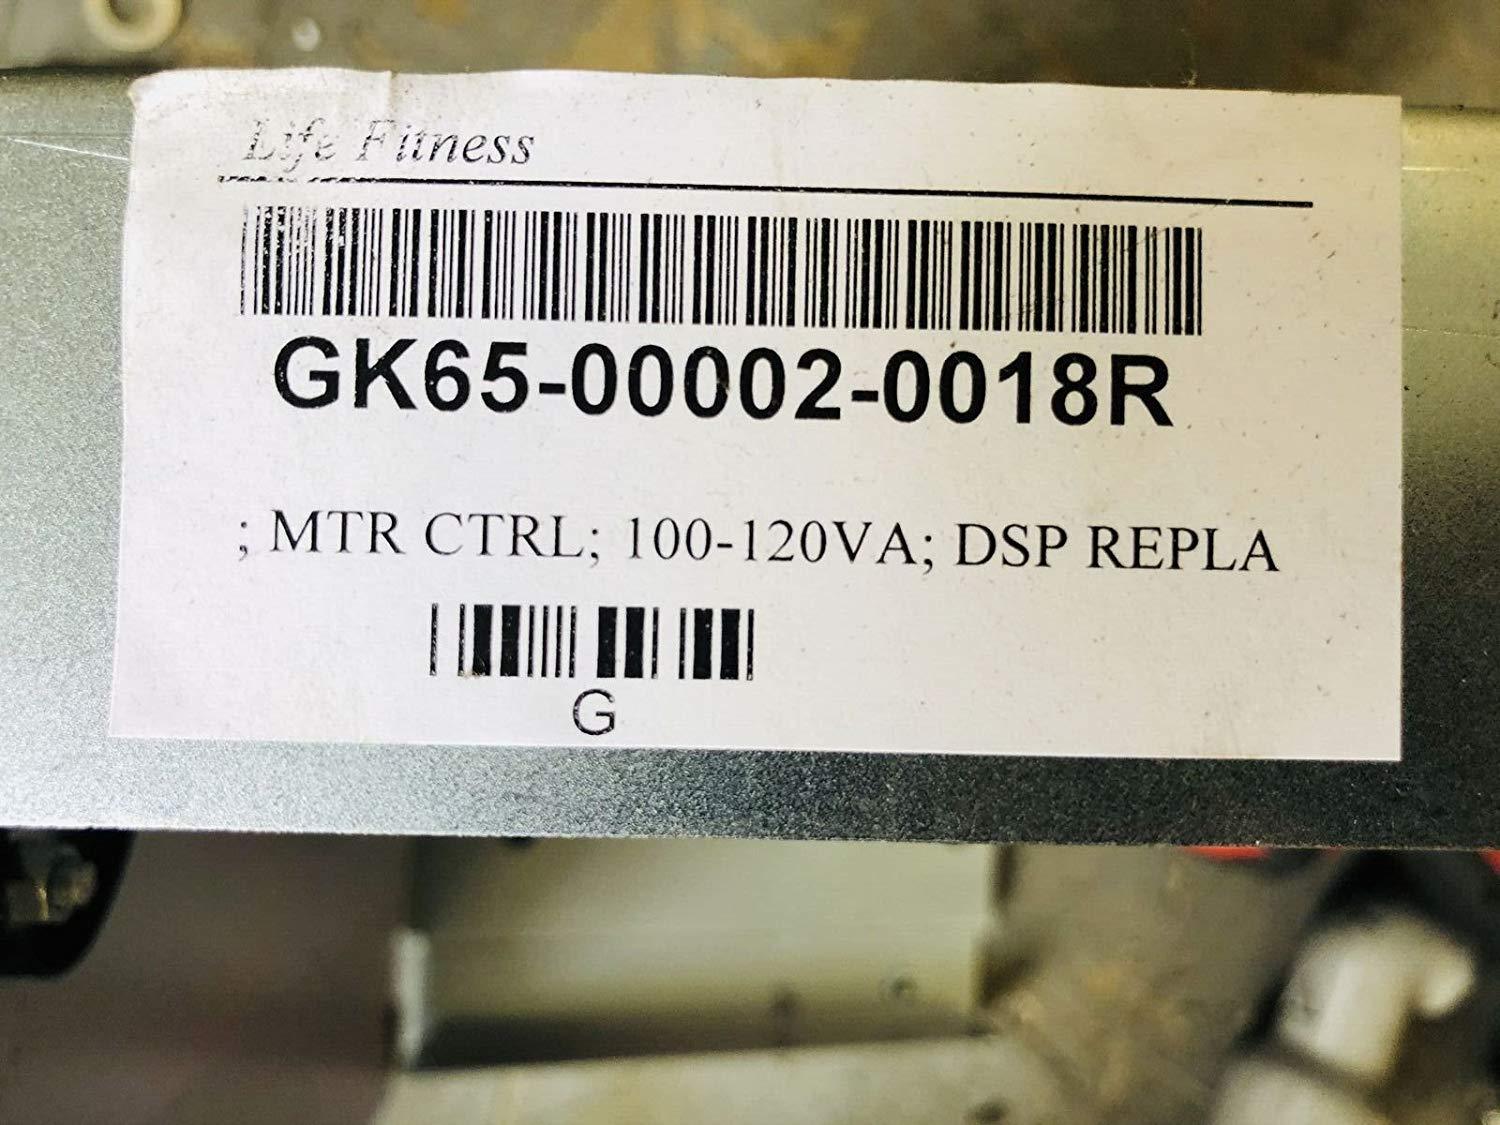 Life Fitness
GK65-00002-0018R
; MTR CTRL; 100-120VA; DSP REPLA
G